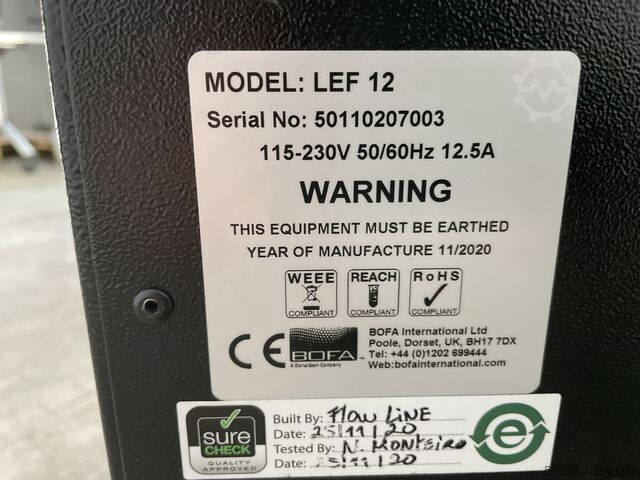 MODEL: LEF 12
Serial No: 50110207003
115-230V 50/60Hz 12.5A
WARNING
THIS EQUIPMENT MUST BE EARTHED
YEAR OF MANUFACTURE 11/2020
WEEE REACH RoHS
COMPLIANT COMPLIANT COMPLIANT
CE BOFA
A Donaldson Company
BOFA International Ltd
Poole, Dorset, UK, BH17 7DX
Tel: +44 (0)1202 699444
Web:bofainternational.com
sure CHECK
QUALITY APPROVED
Built By: Flow Line
Date: 25/11/20
Tested By: N. Monteiro
Date: 25/11/20
e